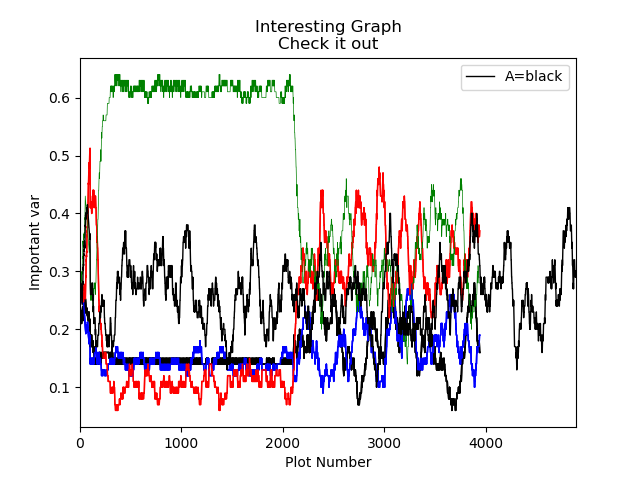 Interesting Graph
Check it out
A=black
Important var
0.6
0.5
0.4
0.3
0.2
0.1
0 1000 2000 3000 4000
Plot Number